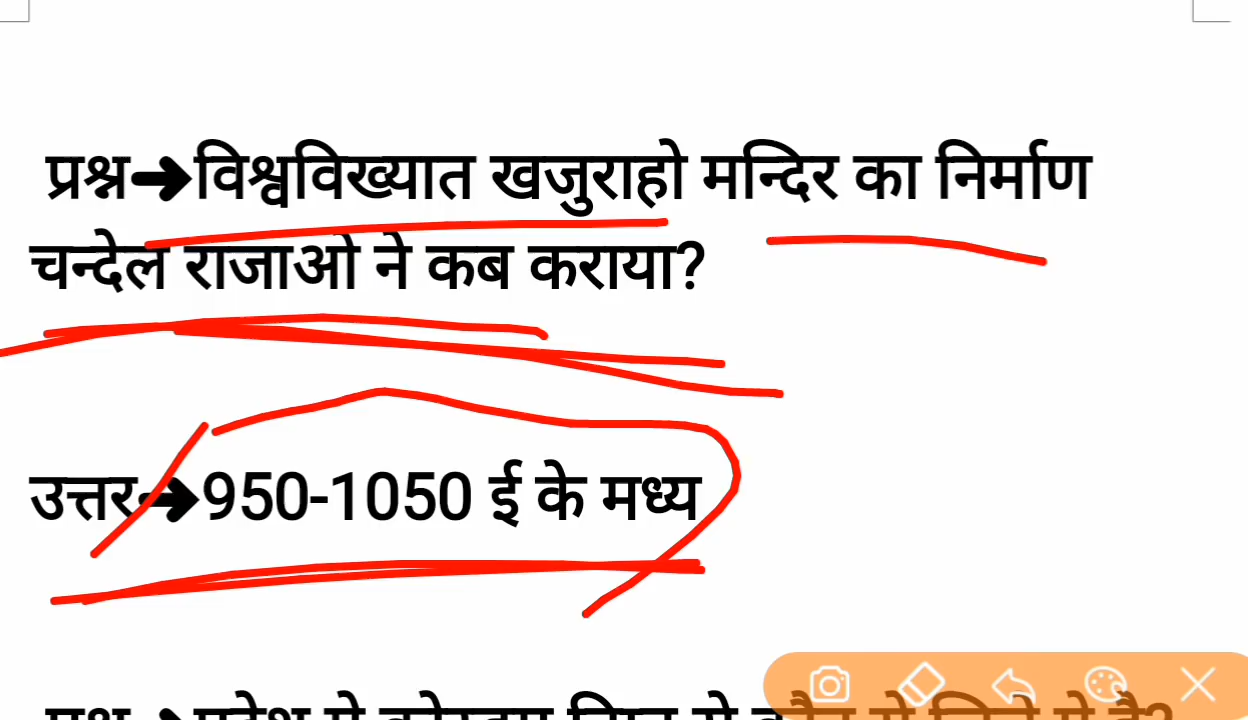 प्रश्न➜विश्वविख्यात खजुराहो मन्दिर का निर्माण
चन्देल राजाओ ने कब कराया?
उत्तर➜950-1050 ई के मध्य